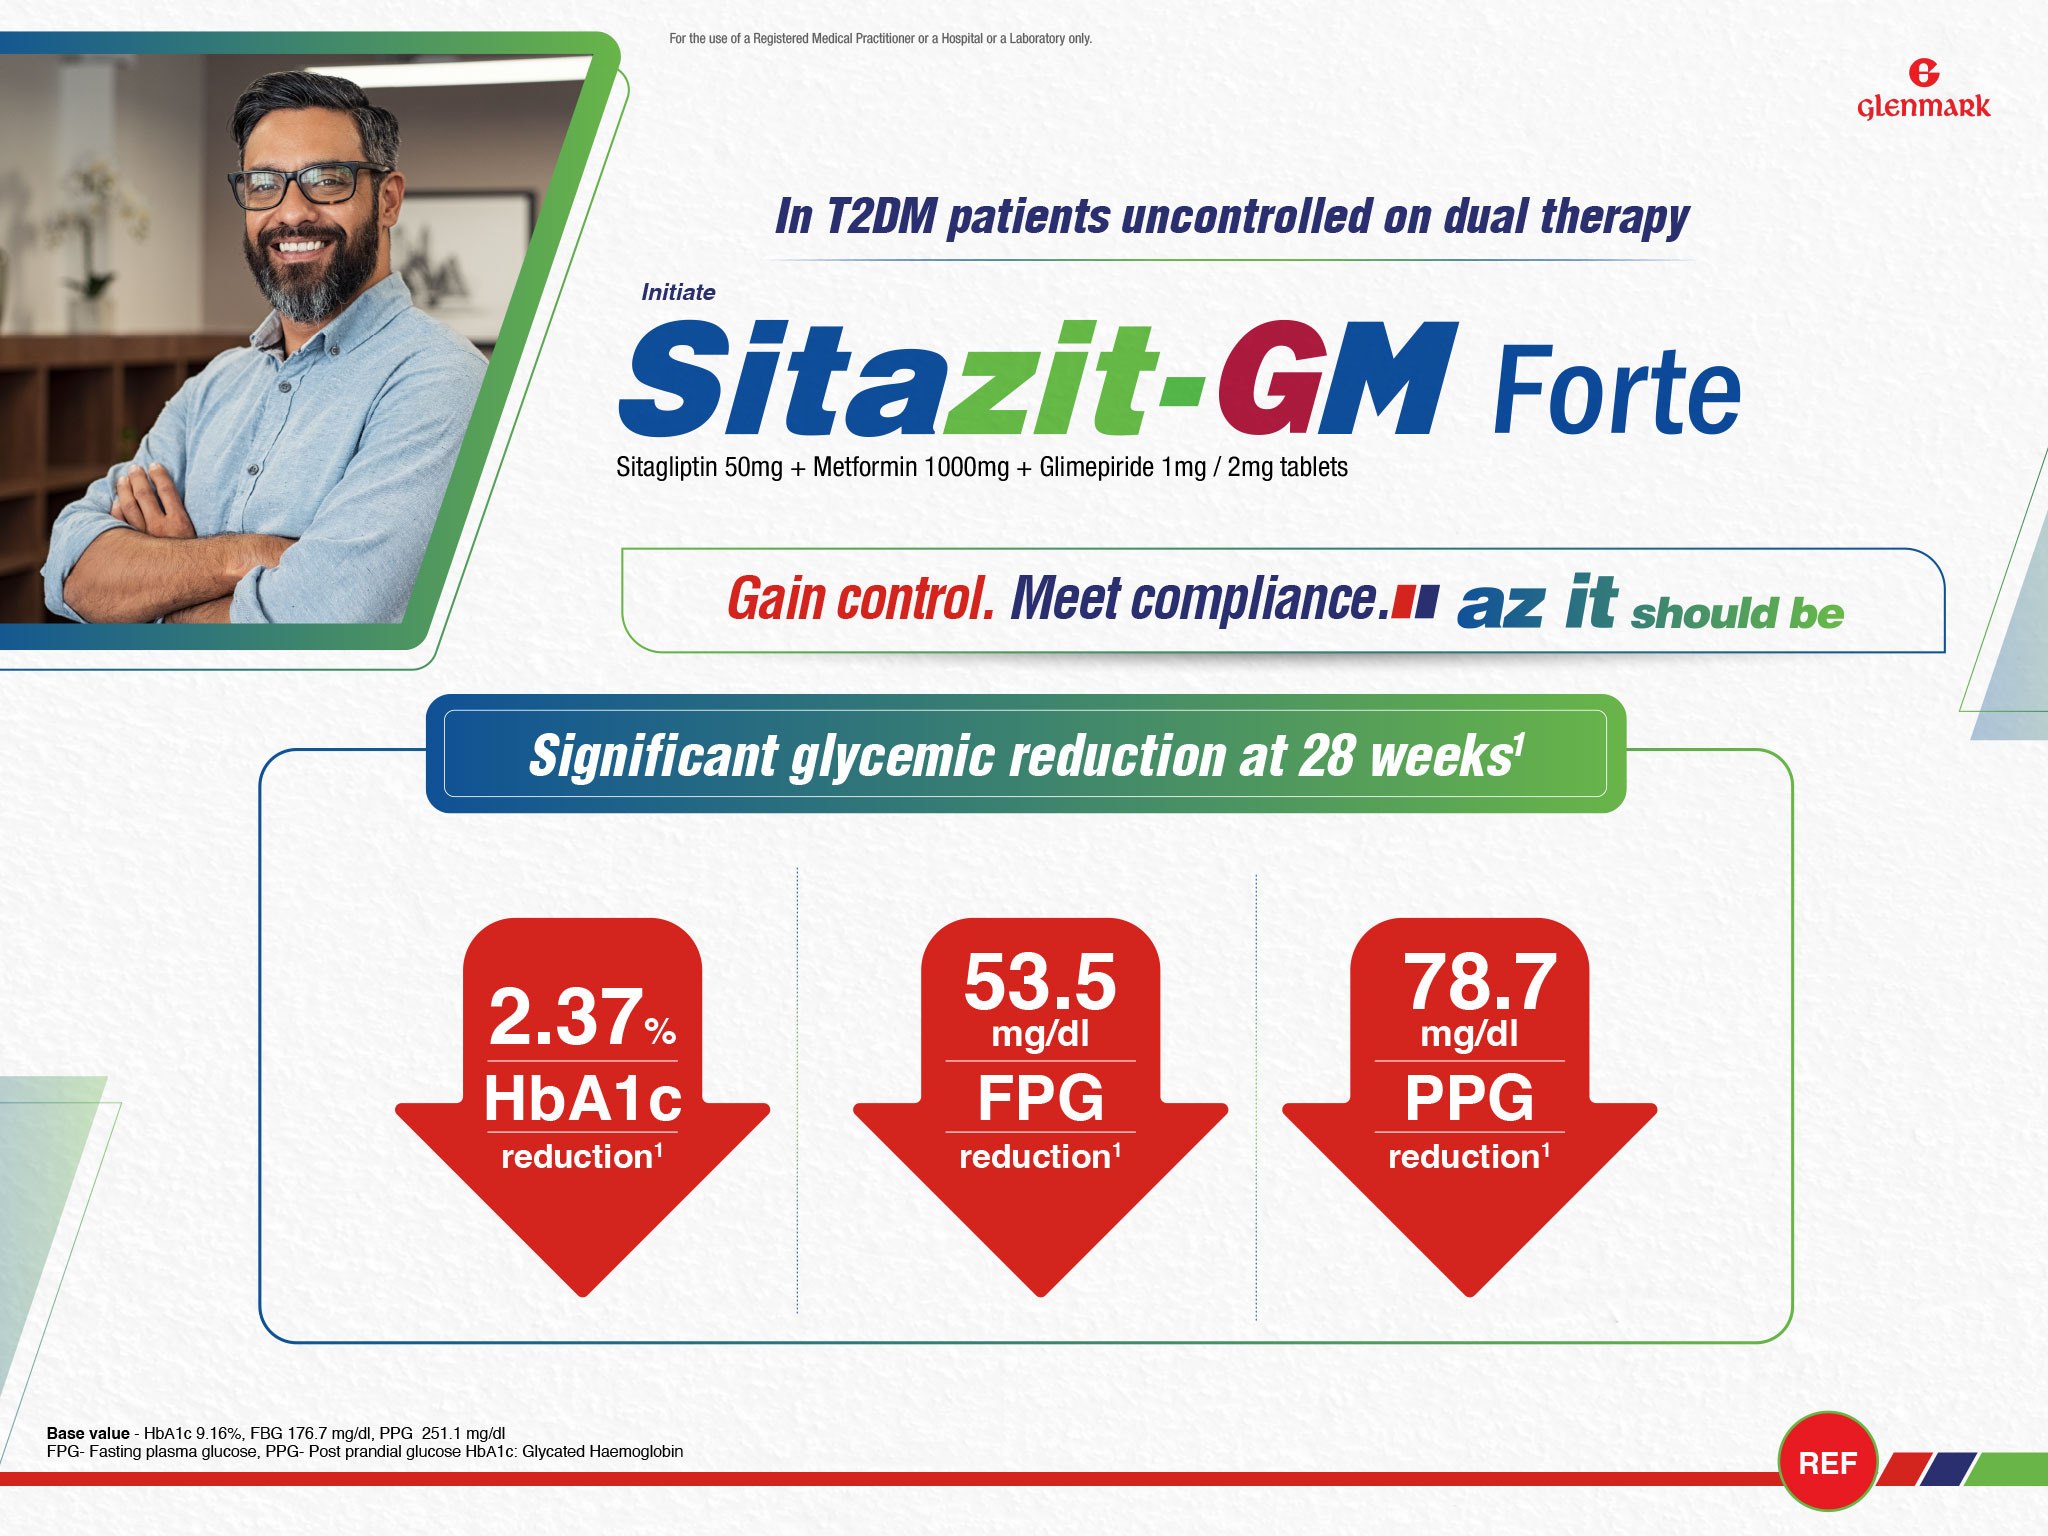 For the use of a Registered Medical Practitioner or a Hospital or a Laboratory only.
glenmark
In T2DM patients uncontrolled on dual therapy
Initiate
Sitazit-GM Forte
Sitagliptin 50mg + Metformin 1000mg + Glimepiride 1mg / 2mg tablets
Gain control. Meet compliance. az it should be
Significant glycemic reduction at 28 weeks¹
2.37%
HbA1c
reduction¹
53.5
mg/dl
FPG
reduction¹
78.7
mg/dl
PPG
reduction¹
Base value - HbA1c 9.16%, FBG 176.7 mg/dl, PPG 251.1 mg/dl
FPG- Fasting plasma glucose, PPG- Post prandial glucose HbA1c: Glycated Haemoglobin
REF